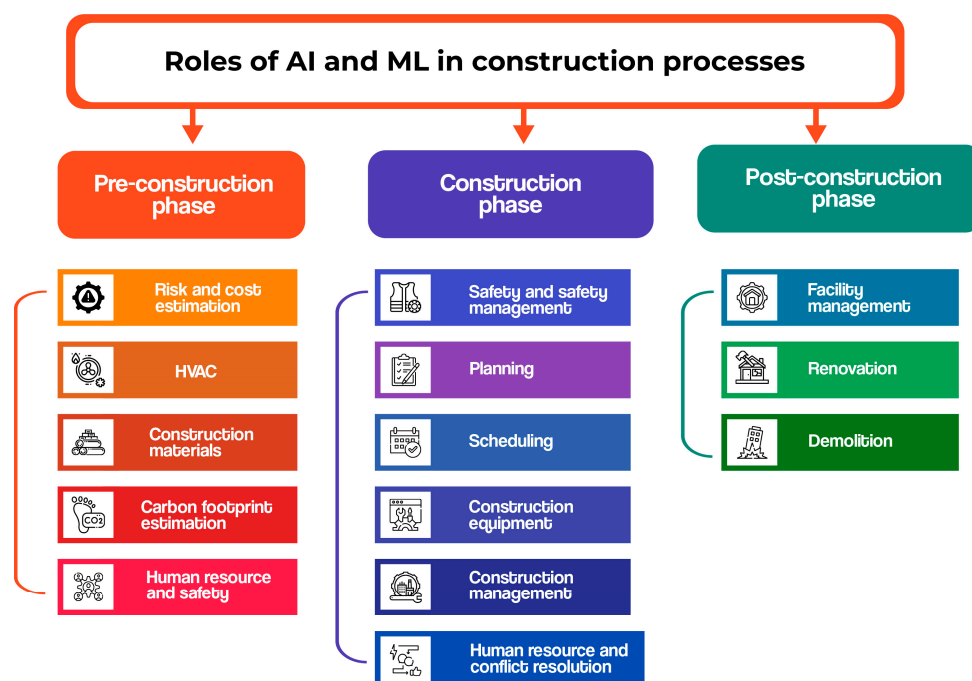 Roles of AI and ML in construction processes
Pre-construction
phase
Risk and cost
estimation
HVAC
Construction
materials
Carbon footprint
estimation
CO2
Human resource
and safety
Construction
phase
Safety and safety
management
Planning
Scheduling
Construction
equipment
Construction
management
Human resource and
conflict resolution
Post-construction
phase
Facility
management
Renovation
Demolition